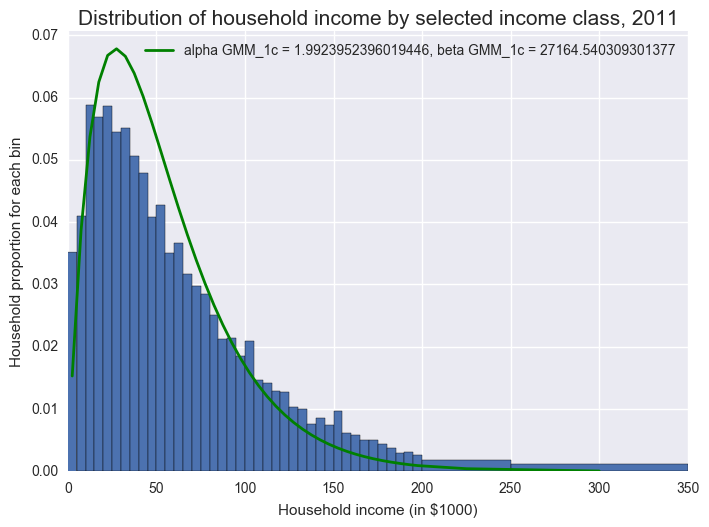 Distribution of household income by selected income class, 2011
alpha GMM_1c = 1.9923952396019446, beta GMM_1c = 27164.540309301377
Household proportion for each bin
0.07
0.06
0.05
0.04
0.03
0.02
0.01
0.00
0 50 100 150 200 250 300 350
Household income (in $1000)